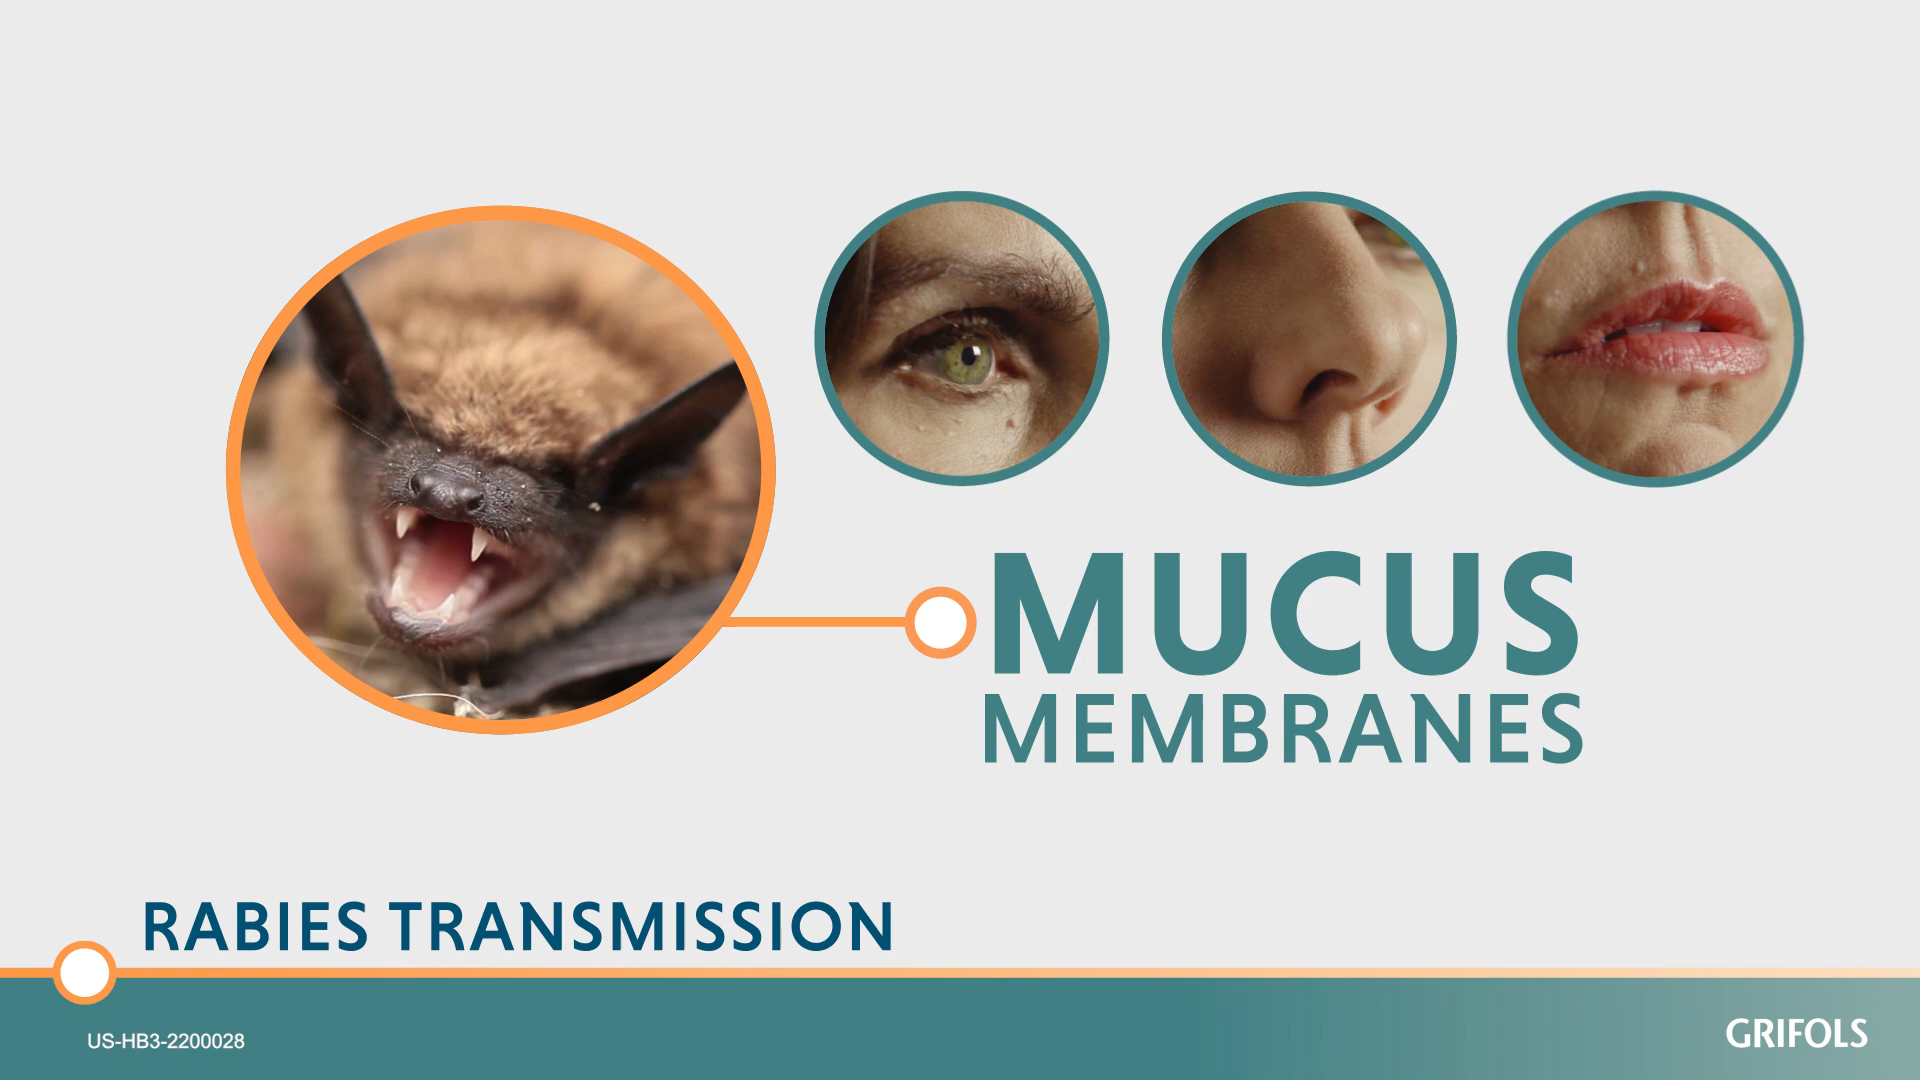 MUCUS
MEMBRANES
RABIES TRANSMISSION
US-HB3-2200028
GRIFOLS